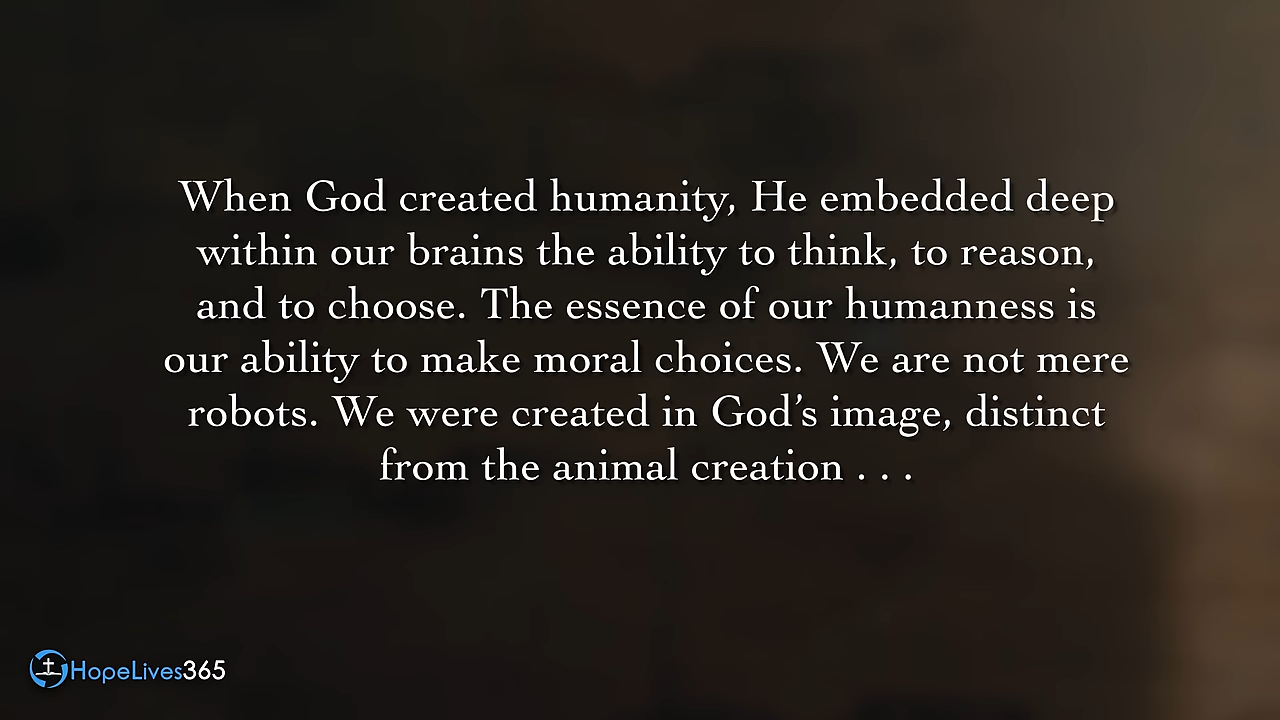 When God created humanity, He embedded deep
within our brains the ability to think, to reason,
and to choose. The essence of our humanness is
our ability to make moral choices. We are not mere
robots. We were created in God’s image, distinct
from the animal creation . . .
HopeLives365